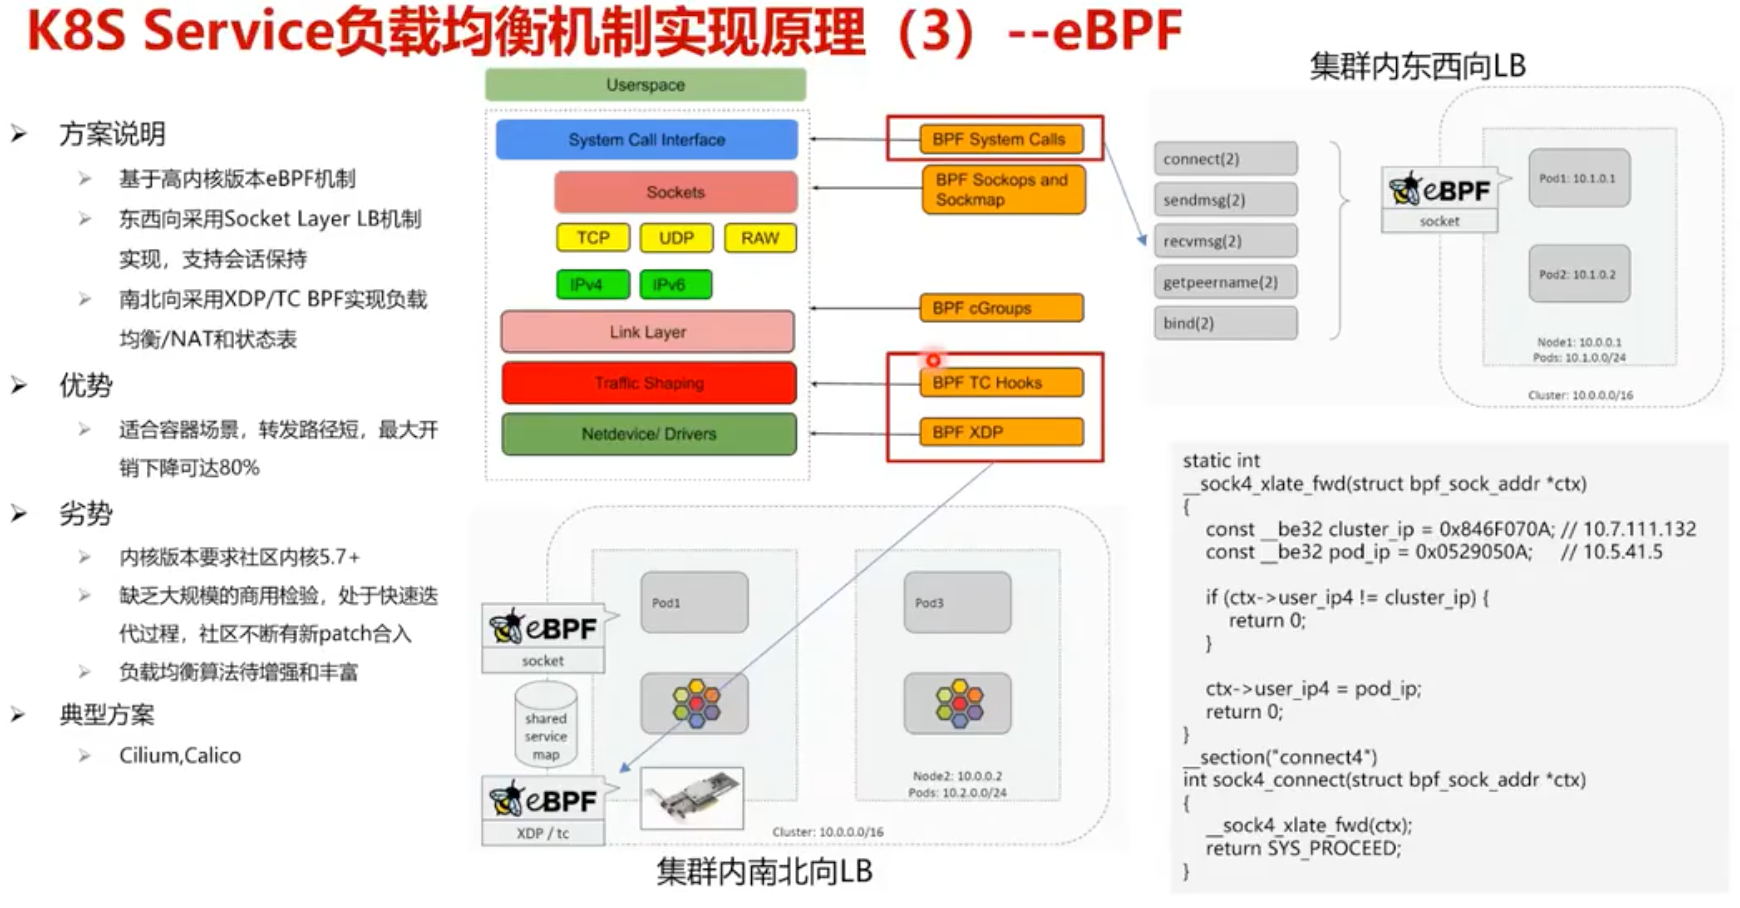 K8S Service负载均衡机制实现原理（3）--eBPF
方案说明
基于高内核版本eBPF机制
东西向采用Socket Layer LB机制
实现，支持会话保持
南北向采用XDP/TC BPF实现负载
均衡/NAT和状态表
优势
适合容器场景，转发路径短，最大开
销下降可达80%
劣势
内核版本要求社区内核5.7+
缺乏大规模的商用检验，处于快速迭
代过程，社区不断有新patch合入
负载均衡算法待增强和丰富
典型方案
Cilium,Calico
Userspace
System Call Interface
Sockets
TCP
UDP
RAW
IPv4
IPv6
Link Layer
Traffic Shaping
Netdevice/ Drivers
BPF System Calls
BPF Sockops and
Sockmap
BPF cGroups
BPF TC Hooks
BPF XDP
集群内东西向LB
connect(2)
sendmsg(2)
recvmsg(2)
getpeername(2)
bind(2)
eBPF
socket
Pod1: 10.1.0.1
Pod2: 10.1.0.2
Node1: 10.0.0.1
Pods: 10.1.0.0/24
Cluster: 10.0.0.0/16
eBPF
socket
shared
service
map
eBPF
XDP / tc
Pod1
Pod3
Node2: 10.0.0.2
Pods: 10.2.0.0/24
Cluster: 10.0.0.0/16
集群内南北向LB
static int
__sock4_xlate_fwd(struct bpf_sock_addr *ctx)
{
const __be32 cluster_ip = 0x846F070A; // 10.7.111.132
const __be32 pod_ip = 0x0529050A; // 10.5.41.5
if (ctx->user_ip4 != cluster_ip) {
return 0;
}
ctx->user_ip4 = pod_ip;
return 0;
}
__section("connect4")
int sock4_connect(struct bpf_sock_addr *ctx)
{
__sock4_xlate_fwd(ctx);
return SYS_PROCEED;
}